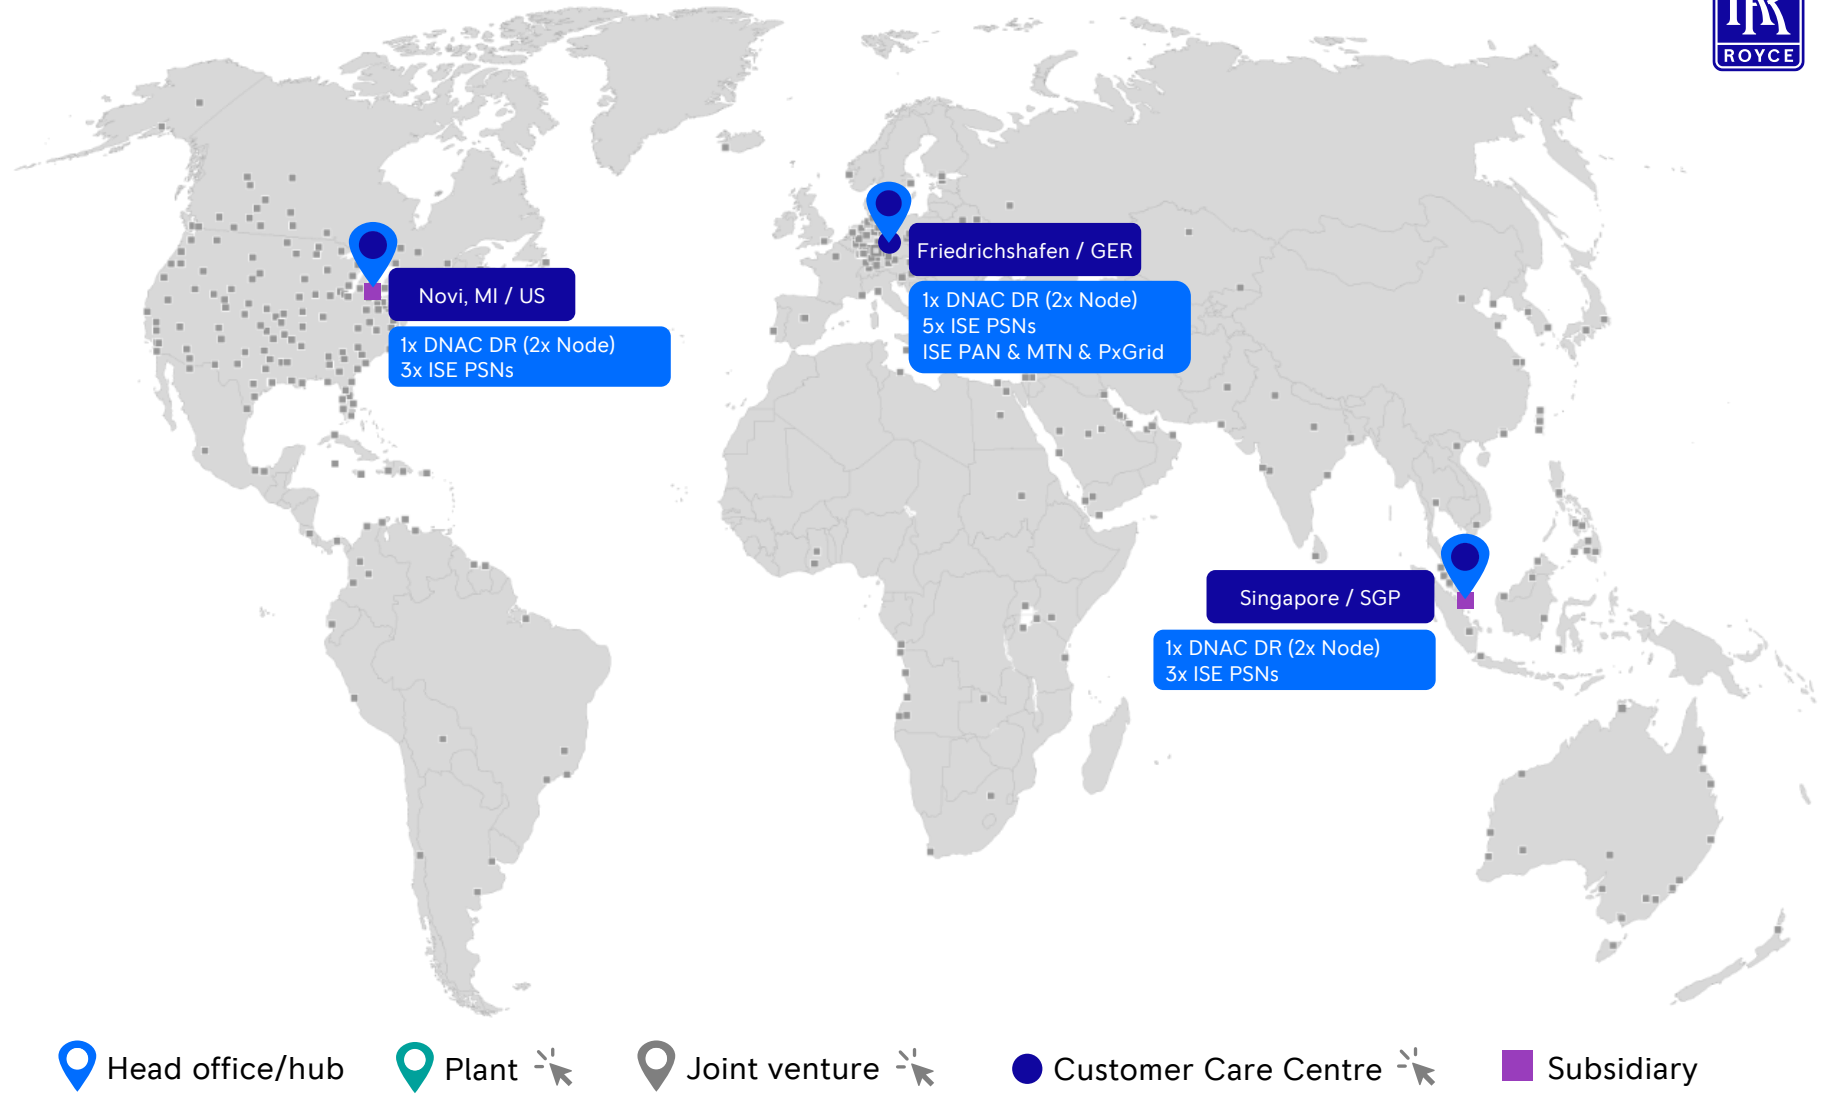 RR
ROYCE
Friedrichshafen / GER
1x DNAC DR (2x Node)
5x ISE PSNs
ISE PAN & MTN & PxGrid
Novi, MI / US
1x DNAC DR (2x Node)
3x ISE PSNs
Singapore / SGP
1x DNAC DR (2x Node)
3x ISE PSNs
Head office/hub
Plant
Joint venture
Customer Care Centre
Subsidiary